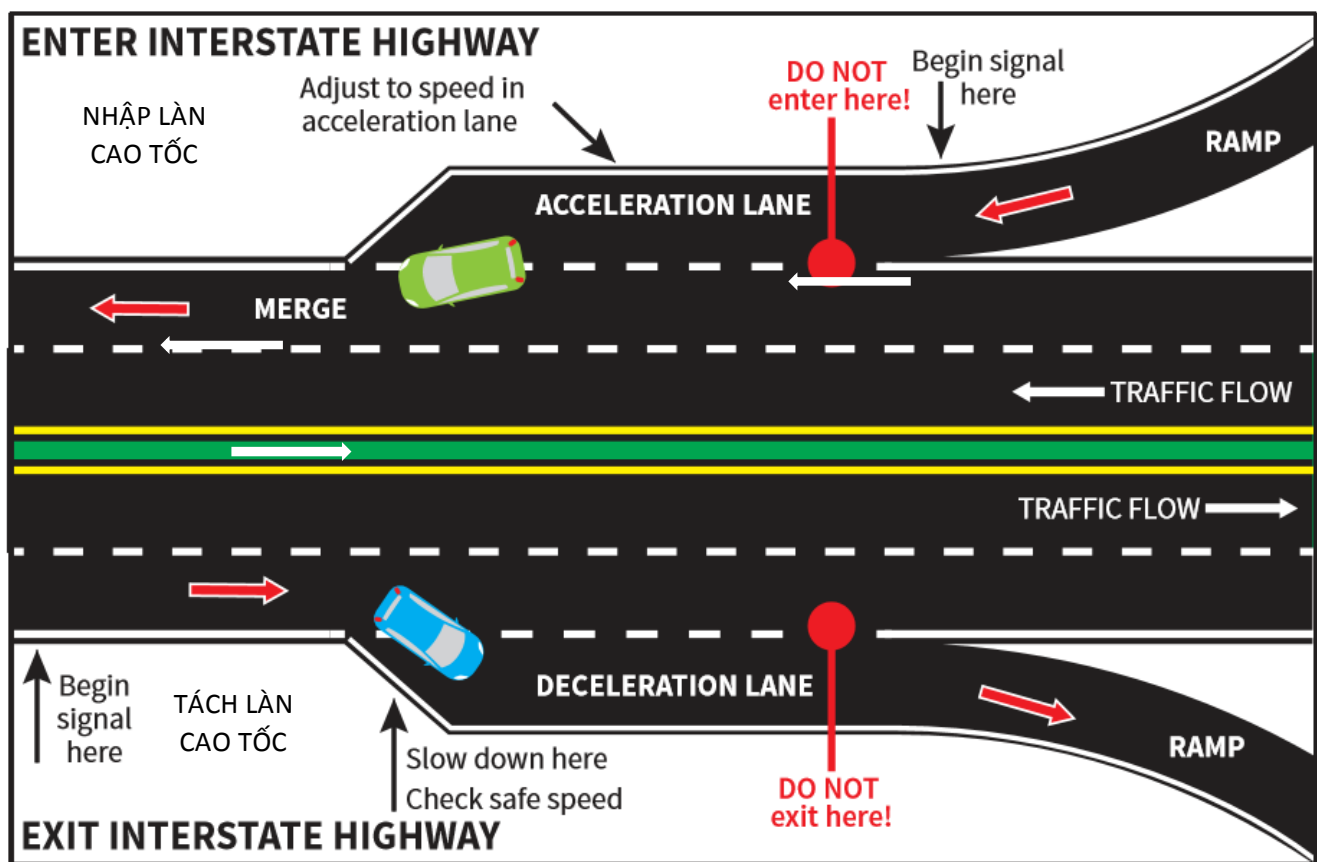 ENTER INTERSTATE HIGHWAY
NHẬP LÀN
CAO TỐC
Adjust to speed in
acceleration lane
DO NOT
enter here!
Begin signal
here
RAMP
ACCELERATION LANE
MERGE
TRAFFIC FLOW
TRAFFIC FLOW
DECELERATION LANE
Begin
signal
here
TÁCH LÀN
CAO TỐC
Slow down here
Check safe speed
DO NOT
exit here!
RAMP
EXIT INTERSTATE HIGHWAY